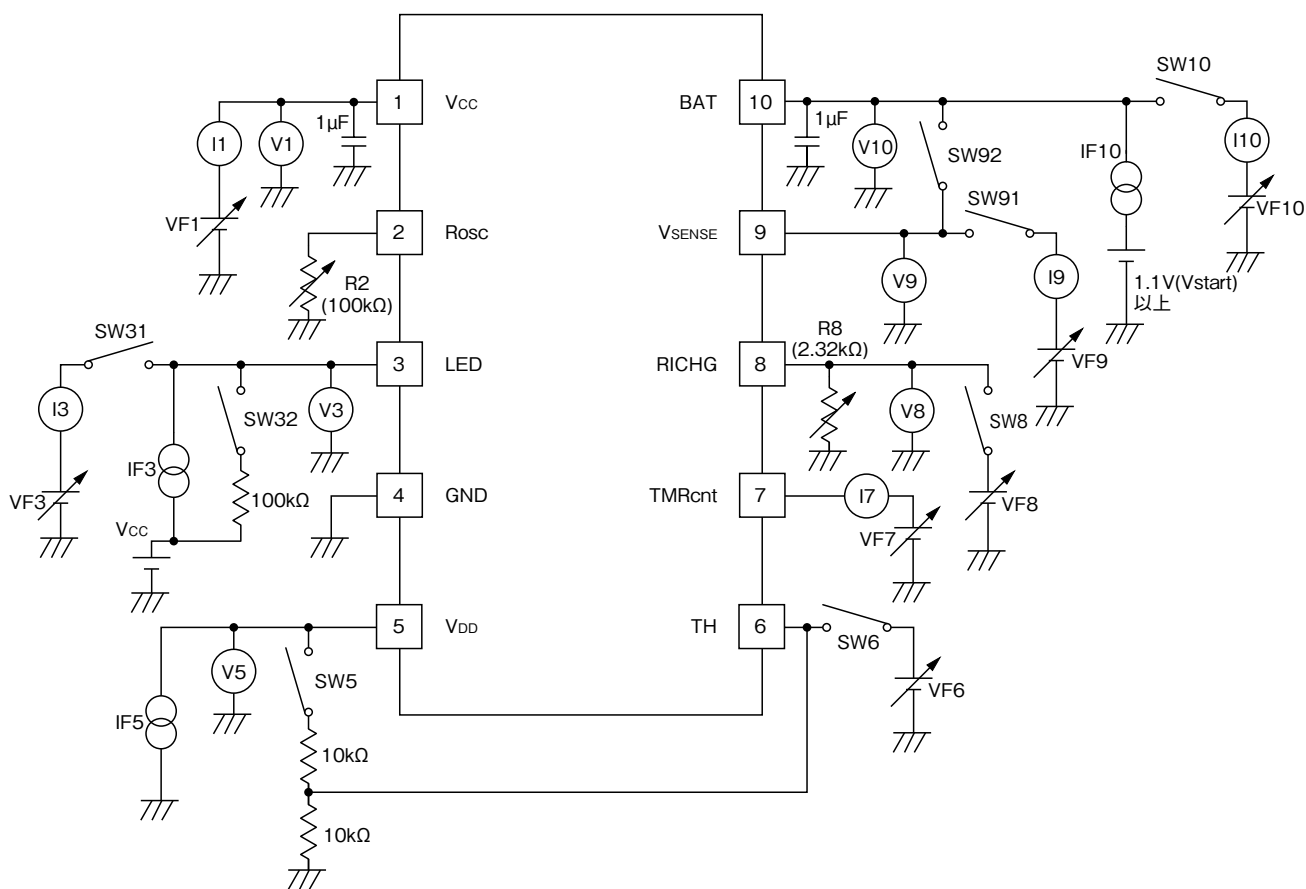 SW10
1
VCC
BAT
10
1μF
1μF
I1
V1
V10
IF10
I10
SW92
SW91
VF1
VF10
2
ROSC
VSENSE
9
R2
(100kΩ)
V9
I9
1.1V(Vstart)
以上
SW31
R8
(2.32kΩ)
VF9
3
LED
RICHG
8
I3
SW32
V3
V8
SW8
IF3
VF3
100kΩ
4
GND
TMRcnt
7
I7
VF8
VCC
VF7
5
VDD
TH
6
SW6
V5
SW5
VF6
IF5
10kΩ
10kΩ